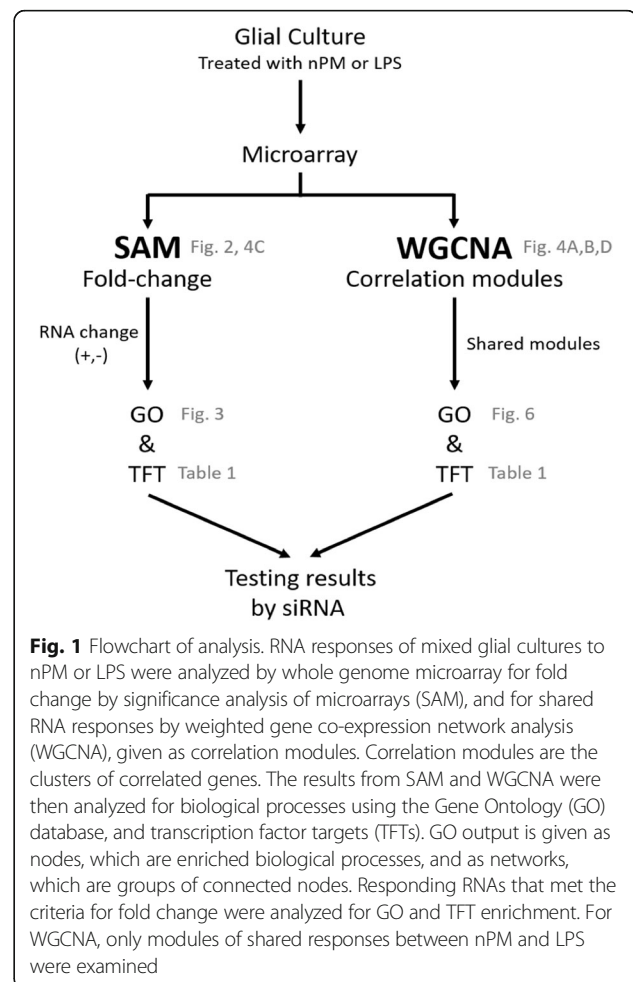 Glial Culture
Treated with nPM or LPS
Microarray
SAM Fig. 2, 4C
Fold-change
WGCNA Fig. 4A,B,D
Correlation modules
RNA change
(+,-)
Shared modules
GO Fig. 3
&
TFT Table 1
GO Fig. 6
&
TFT Table 1
Testing results
by siRNA
Fig. 1 Flowchart of analysis. RNA responses of mixed glial cultures to
nPM or LPS were analyzed by whole genome microarray for fold
change by significance analysis of microarrays (SAM), and for shared
RNA responses by weighted gene co-expression network analysis
(WGCNA), given as correlation modules. Correlation modules are the
clusters of correlated genes. The results from SAM and WGCNA were
then analyzed for biological processes using the Gene Ontology (GO)
database, and transcription factor targets (TFTs). GO output is given as
nodes, which are enriched biological processes, and as networks,
which are groups of connected nodes. Responding RNAs that met the
criteria for fold change were analyzed for GO and TFT enrichment. For
WGCNA, only modules of shared responses between nPM and LPS
were examined